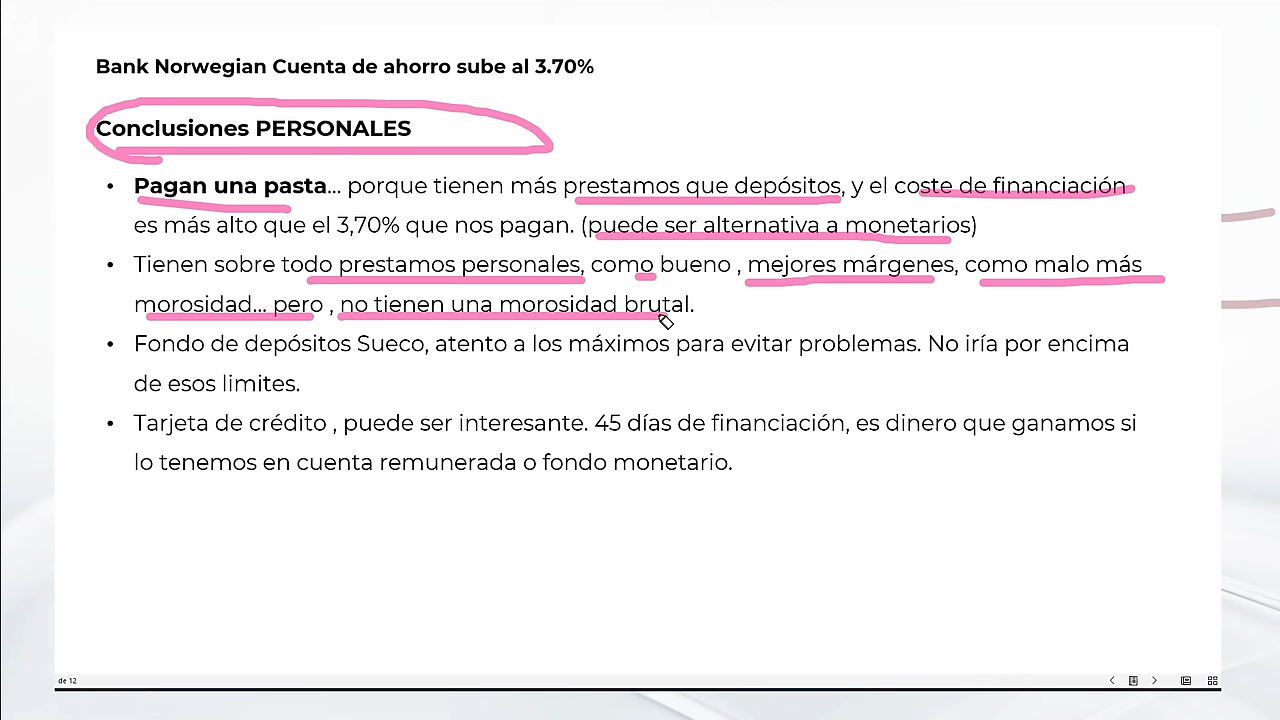 Bank Norwegian Cuenta de ahorro sube al 3.70%
Conclusiones PERSONALES
• Pagan una pasta... porque tienen más prestamos que depósitos, y el coste de financiación
es más alto que el 3,70% que nos pagan. (puede ser alternativa a monetarios)
• Tienen sobre todo prestamos personales, como bueno , mejores márgenes, como malo más
morosidad... pero , no tienen una morosidad brutal.
• Fondo de depósitos Sueco, atento a los máximos para evitar problemas. No iría por encima
de esos limites.
• Tarjeta de crédito , puede ser interesante. 45 días de financiación, es dinero que ganamos si
lo tenemos en cuenta remunerada o fondo monetario.
de 12